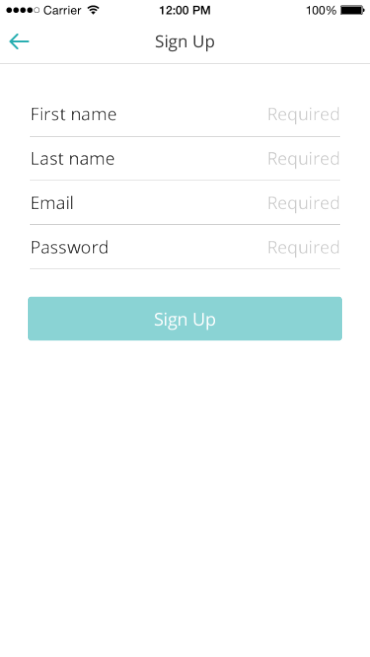 Carrier 12:00 PM 100%
Sign Up
First name Required
Last name Required
Email Required
Password Required
Sign Up